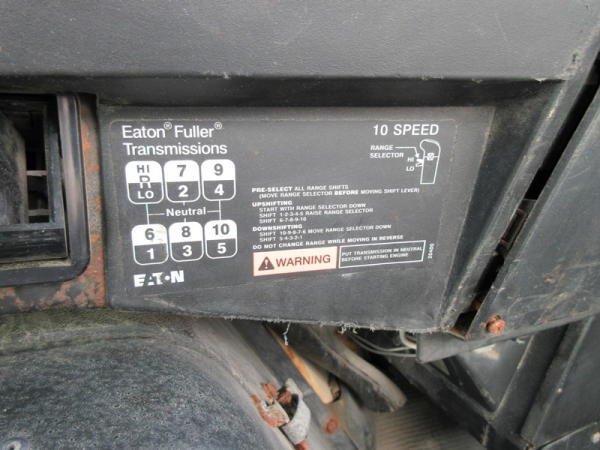 Eaton® Fuller®
Transmissions
10 SPEED
HI
R
LO
7
2
9
4
Neutral
6
1
8
3
10
5
EATON
RANGE
SELECTOR
HI
LO
PRE-SELECT ALL RANGE SHIFTS
(MOVE RANGE SELECTOR BEFORE MOVING SHIFT LEVER)
UPSHIFTING
START WITH RANGE SELECTOR DOWN
SHIFT 1-2-3-4-5 RAISE RANGE SELECTOR
SHIFT 6-7-8-9-10
DOWNSHIFTING
SHIFT 10-9-8-7-6 MOVE RANGE SELECTOR DOWN
SHIFT 5-4-3-2-1
DO NOT CHANGE RANGE WHILE MOVING IN REVERSE
WARNING
PUT TRANSMISSION IN NEUTRAL
BEFORE STARTING ENGINE